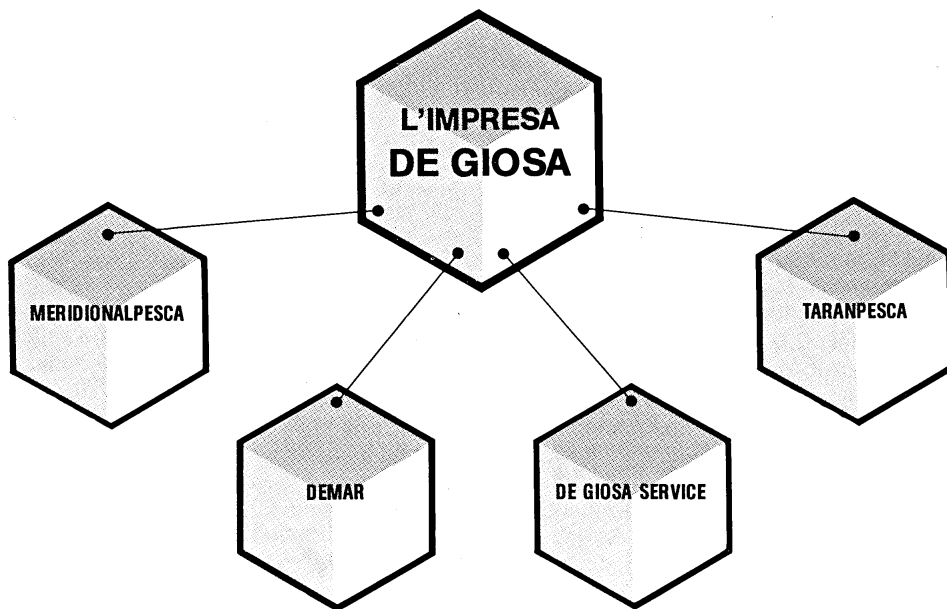 L'IMPRESA
DE GIOSA
MERIDIONALPESCA
TARANPESCA
DEMAR
DE GIOSA SERVICE